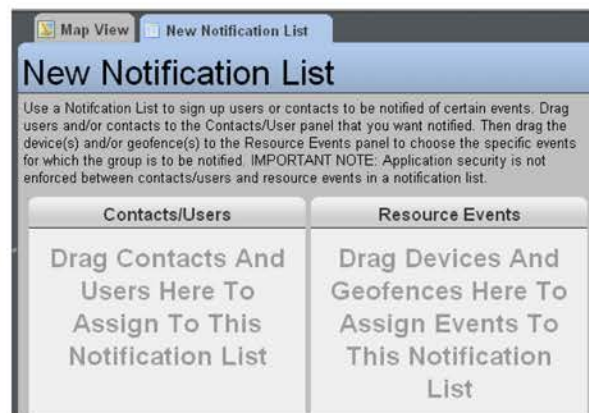 Map View New Notification List
New Notification List
Use a Notifcation List to sign up users or contacts to be notified of certain events. Drag
users and/or contacts to the Contacts/User panel that you want notified. Then drag the
device(s) and/or geofence(s) to the Resource Events panel to choose the specific events
for which the group is to be notified. IMPORTANT NOTE: Application security is not
enforced between contacts/users and resource events in a notification list.
Contacts/Users
Drag Contacts And
Users Here To
Assign To This
Notification List
Resource Events
Drag Devices And
Geofences Here To
Assign Events To
This Notification
List